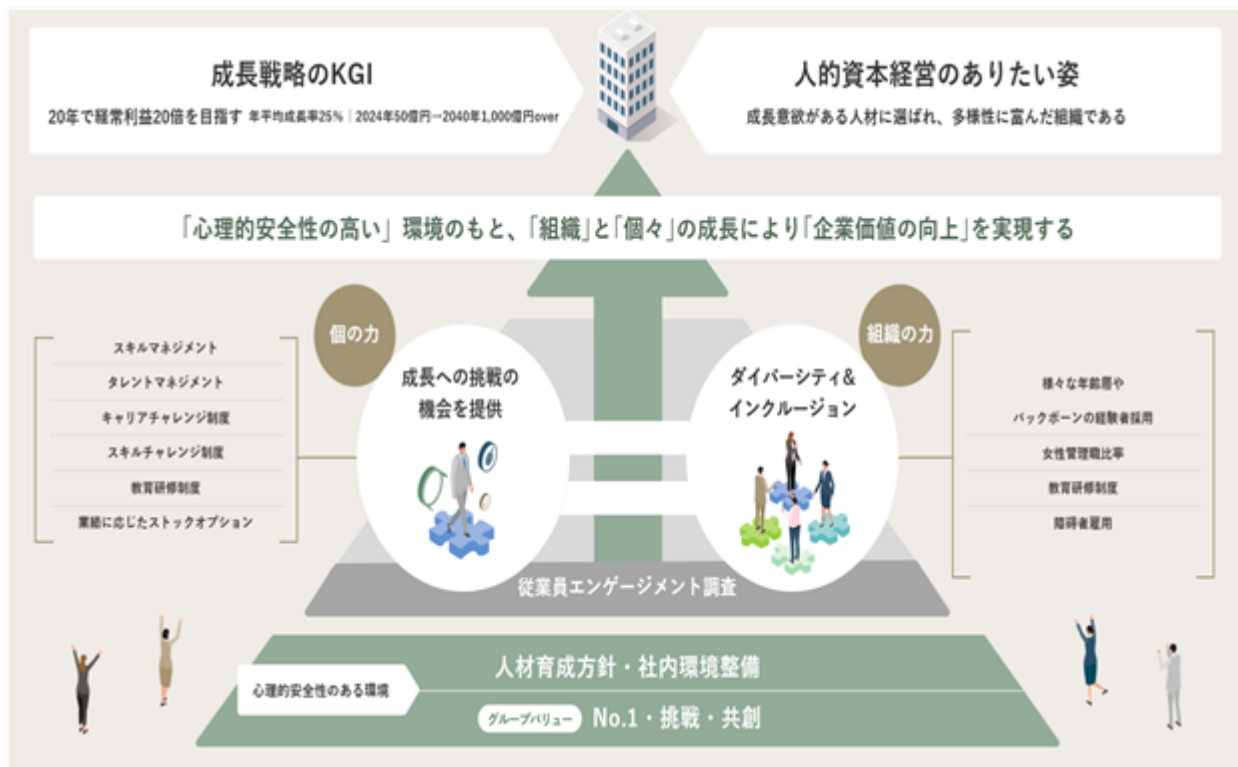 成長戦略のKGI
20年で経常利益20倍を目指す 年平均成長率25%｜2024年50億円→2040年1,000億円over
人的資本経営のありたい姿
成長意欲がある人材に選ばれ、多様性に富んだ組織である
「心理的安全性の高い」環境のもと、「組織」と「個々」の成長により「企業価値の向上」を実現する
個の力
スキルマネジメント
タレントマネジメント
キャリアチャレンジ制度
スキルチャレンジ制度
教育研修制度
業績に応じたストックオプション
成長への挑戦の
機会を提供
組織の力
ダイバーシティ&
インクルージョン
様々な年齢層や
バックボーンの経験者採用
女性管理職比率
教育研修制度
障碍者雇用
従業員エンゲージメント調査
心理的安全性のある環境
人材育成方針・社内環境整備
グループバリュー No.1・挑戦・共創